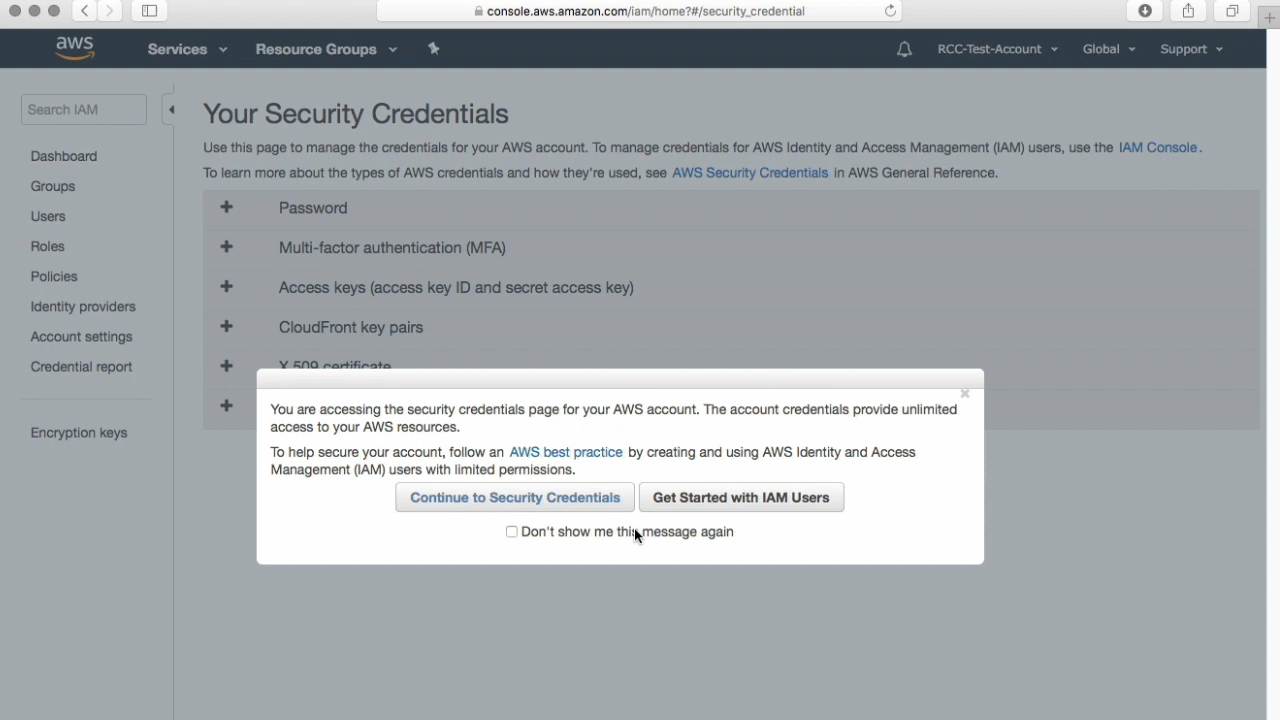 console.aws.amazon.com/iam/home?#/security_credential
aws
Services
Resource Groups
RCC-Test-Account
Global
Support
Search IAM
Dashboard
Groups
Users
Roles
Policies
Identity providers
Account settings
Credential report
Encryption keys
Your Security Credentials
Use this page to manage the credentials for your AWS account. To manage credentials for AWS Identity and Access Management (IAM) users, use the IAM Console.
To learn more about the types of AWS credentials and how they're used, see AWS Security Credentials in AWS General Reference.
Password
Multi-factor authentication (MFA)
Access keys (access key ID and secret access key)
CloudFront key pairs
X.509 certificate
You are accessing the security credentials page for your AWS account. The account credentials provide unlimited
access to your AWS resources.
To help secure your account, follow an AWS best practice by creating and using AWS Identity and Access
Management (IAM) users with limited permissions.
Continue to Security Credentials
Get Started with IAM Users
Don't show me this message again